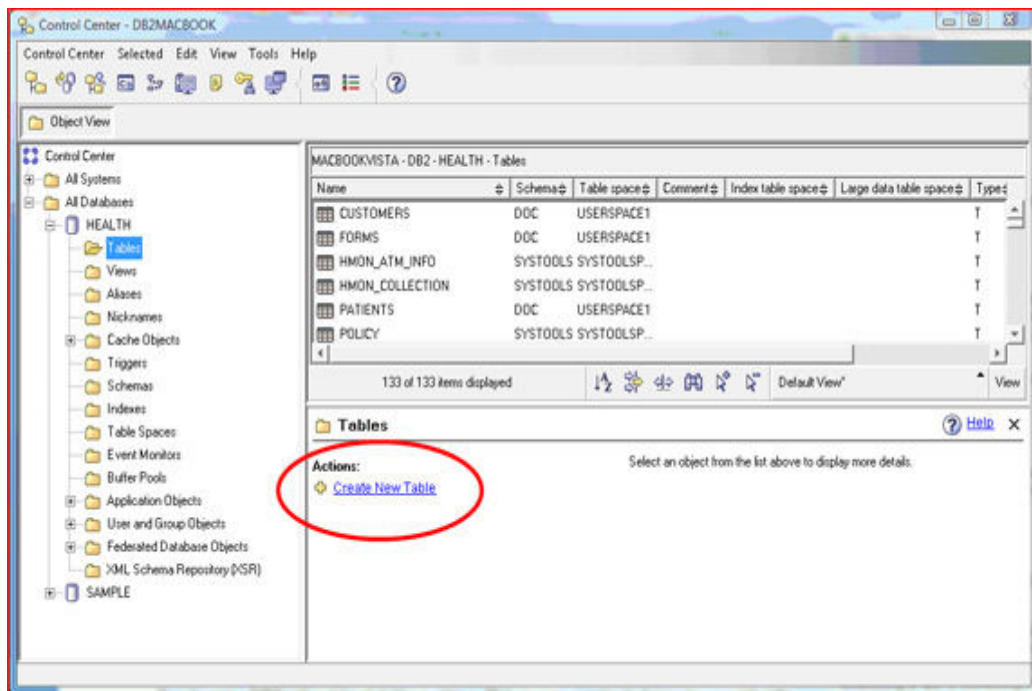 Control Center - DB2MACBOOK
Control Center Selected Edit View Tools Help
Object View
Control Center
All Systems
All Databases
HEALTH
Tables
Views
Aliases
Nicknames
Cache Objects
Triggers
Schemas
Indexes
Table Spaces
Event Monitors
Buffer Pools
Application Objects
User and Group Objects
Federated Database Objects
XML Schema Repository (XSR)
SAMPLE
MACBOOKVISTA - DB2 - HEALTH - Tables
Name Schema Table space Comment Index table space Large data table space Type
CUSTOMERS DOC USERSPACE1 T
FORMS DOC USERSPACE1 T
HMON_ATM_INFO SYSTOOLS SYSTOOLSP... T
HMON_COLLECTION SYSTOOLS SYSTOOLSP... T
PATIENTS DOC USERSPACE1 T
POLICY SYSTOOLS SYSTOOLSP... T
133 of 133 items displayed Default View* View
Tables Help
Actions:
Create New Table
Select an object from the list above to display more details.